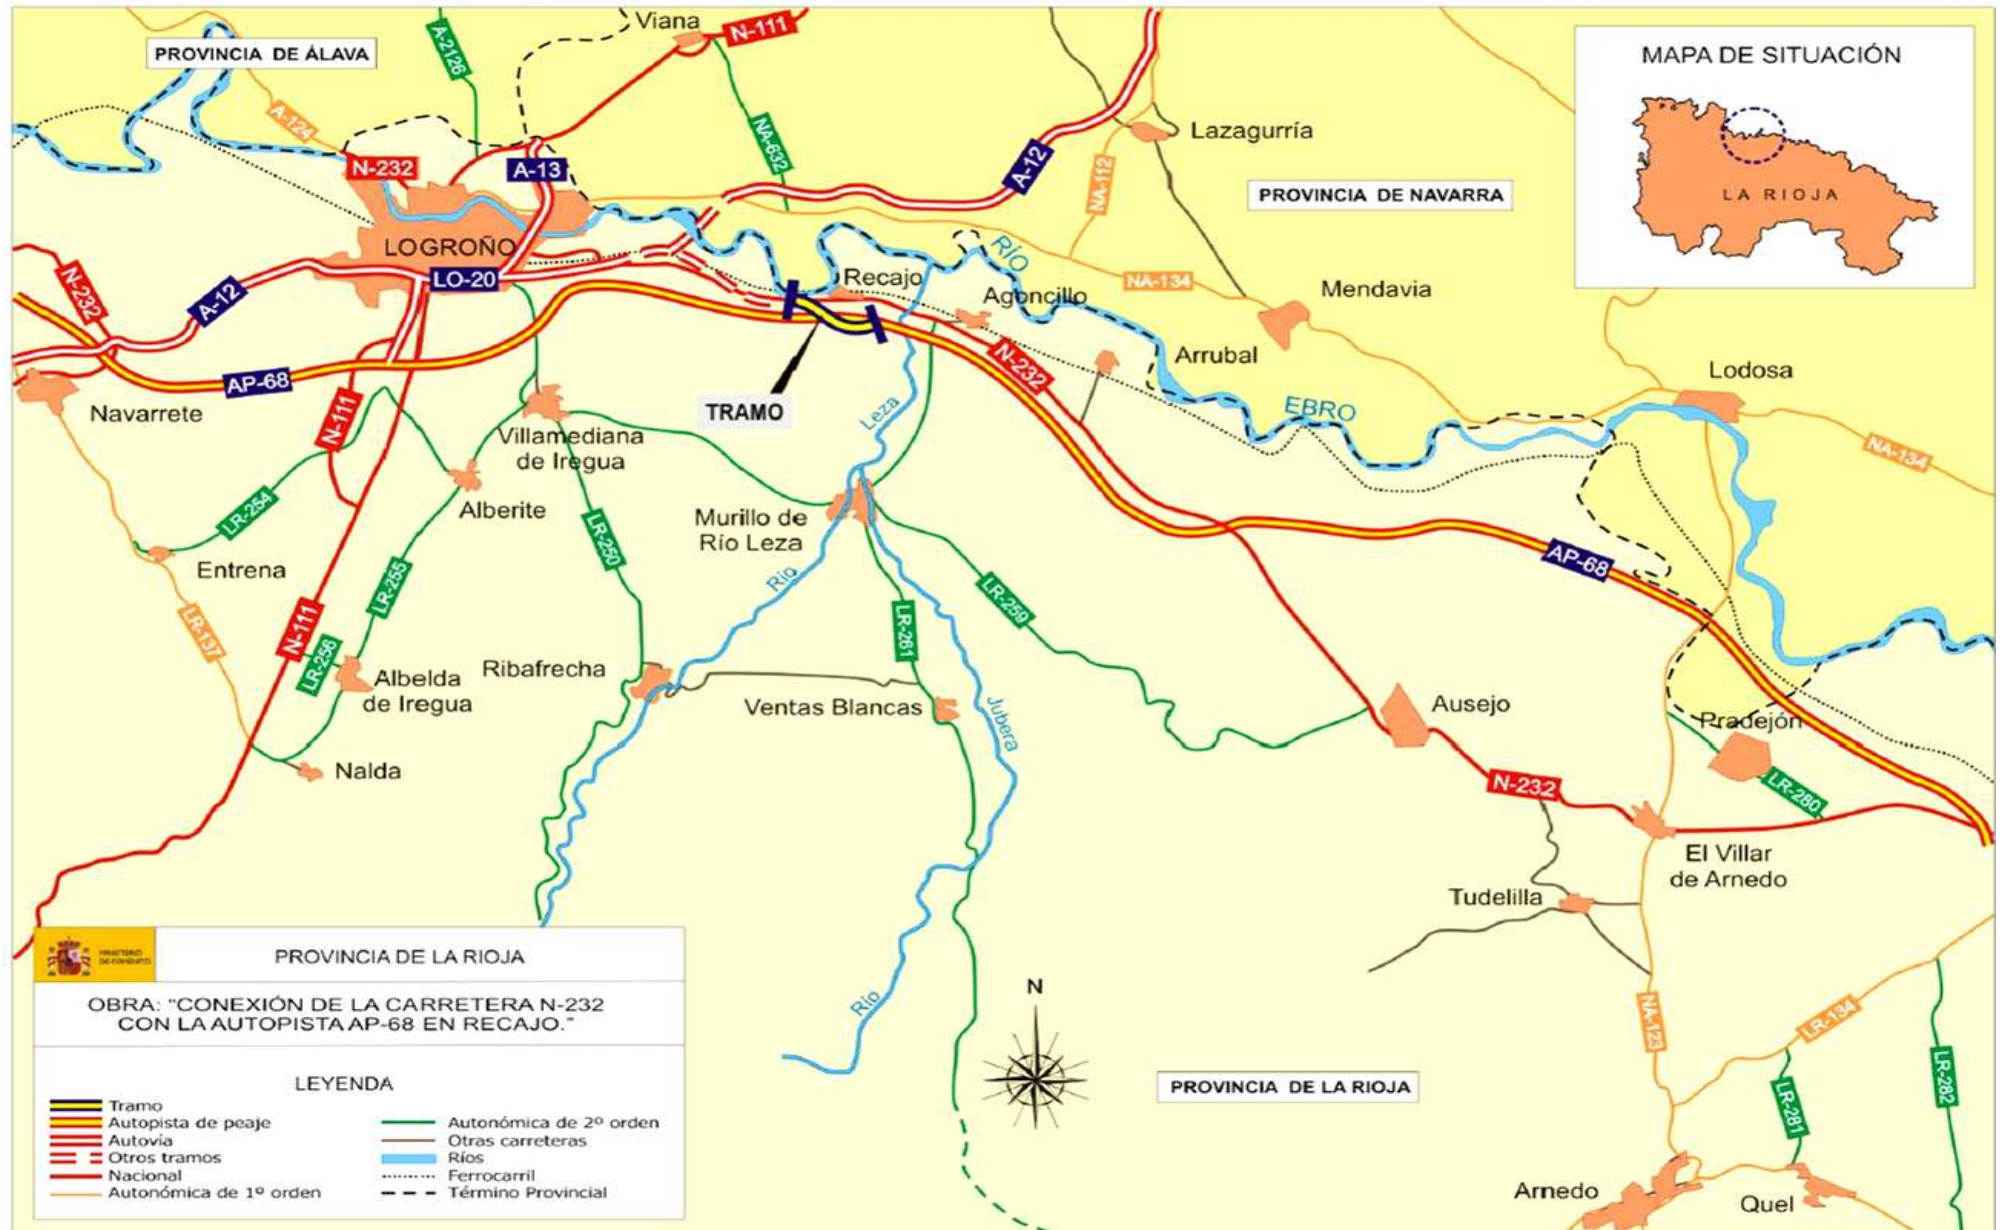 Viana
N-111
A-2126
PROVINCIA DE ÁLAVA
MAPA DE SITUACIÓN
LA RIOJA
A-124
NA-632
Lazagurría
A-12
N-232
A-13
NA-112
PROVINCIA DE NAVARRA
LOGROÑO
RÍO
LO-20
Recajo
Agoncillo
NA-134
Mendavia
N-232
A-12
Arrubal
N-232
Lodosa
AP-68
Navarrete
TRAMO
Leza
EBRO
N-111
Villamediana
de Iregua
NA-134
Alberite
LR-254
Murillo de
Río Leza
LR-250
Entrena
Río
AP-68
LR-255
LR-259
LR-137
N-111
LR-261
LR-256
Albelda
de Iregua
Ribafrecha
Ventas Blancas
Jubera
Ausejo
Pradejón
Nalda
N-232
LR-280
El Villar
de Arnedo
Tudelilla
MINISTERIO
DE FOMENTO
PROVINCIA DE LA RIOJA
OBRA: "CONEXIÓN DE LA CARRETERA N-232
CON LA AUTOPISTA AP-68 EN RECAJO."
Río
N
NA-123
LR-134
PROVINCIA DE LA RIOJA
LR-281
LR-282
LEYENDA
Tramo
Autopista de peaje
Autovía
Otros tramos
Nacional
Autonómica de 1º orden
Autonómica de 2º orden
Otras carreteras
Ríos
Ferrocarril
Término Provincial
Arnedo
Quel